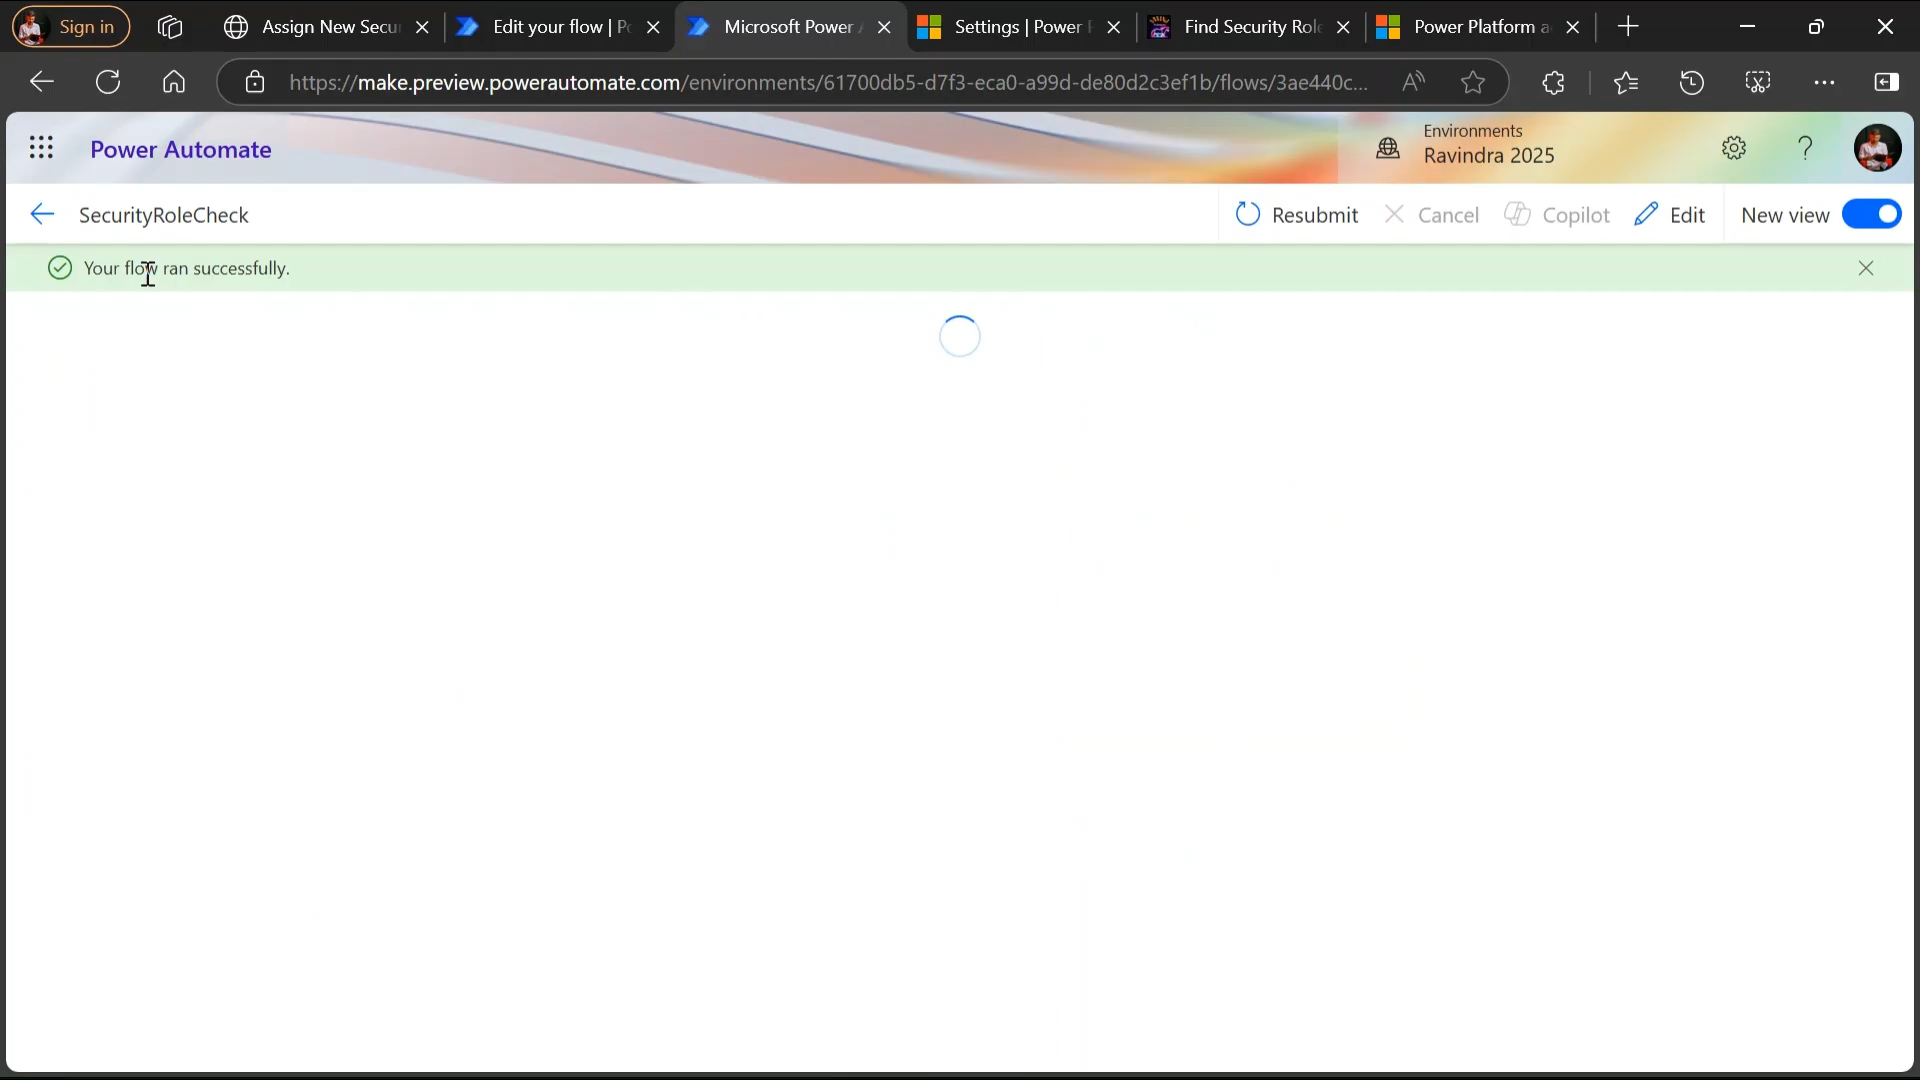 Sign in
Assign New Secu
Edit your flow | P
Microsoft Power
Settings | Power
Find Security Role
Power Platform a
https://make.preview.powerautomate.com/environments/61700db5-d7f3-eca0-a99d-de80d2c3ef1b/flows/3ae440c...
Power Automate
Environments
Ravindra 2025
SecurityRoleCheck
Resubmit
Cancel
Copilot
Edit
New view
Your flow ran successfully.